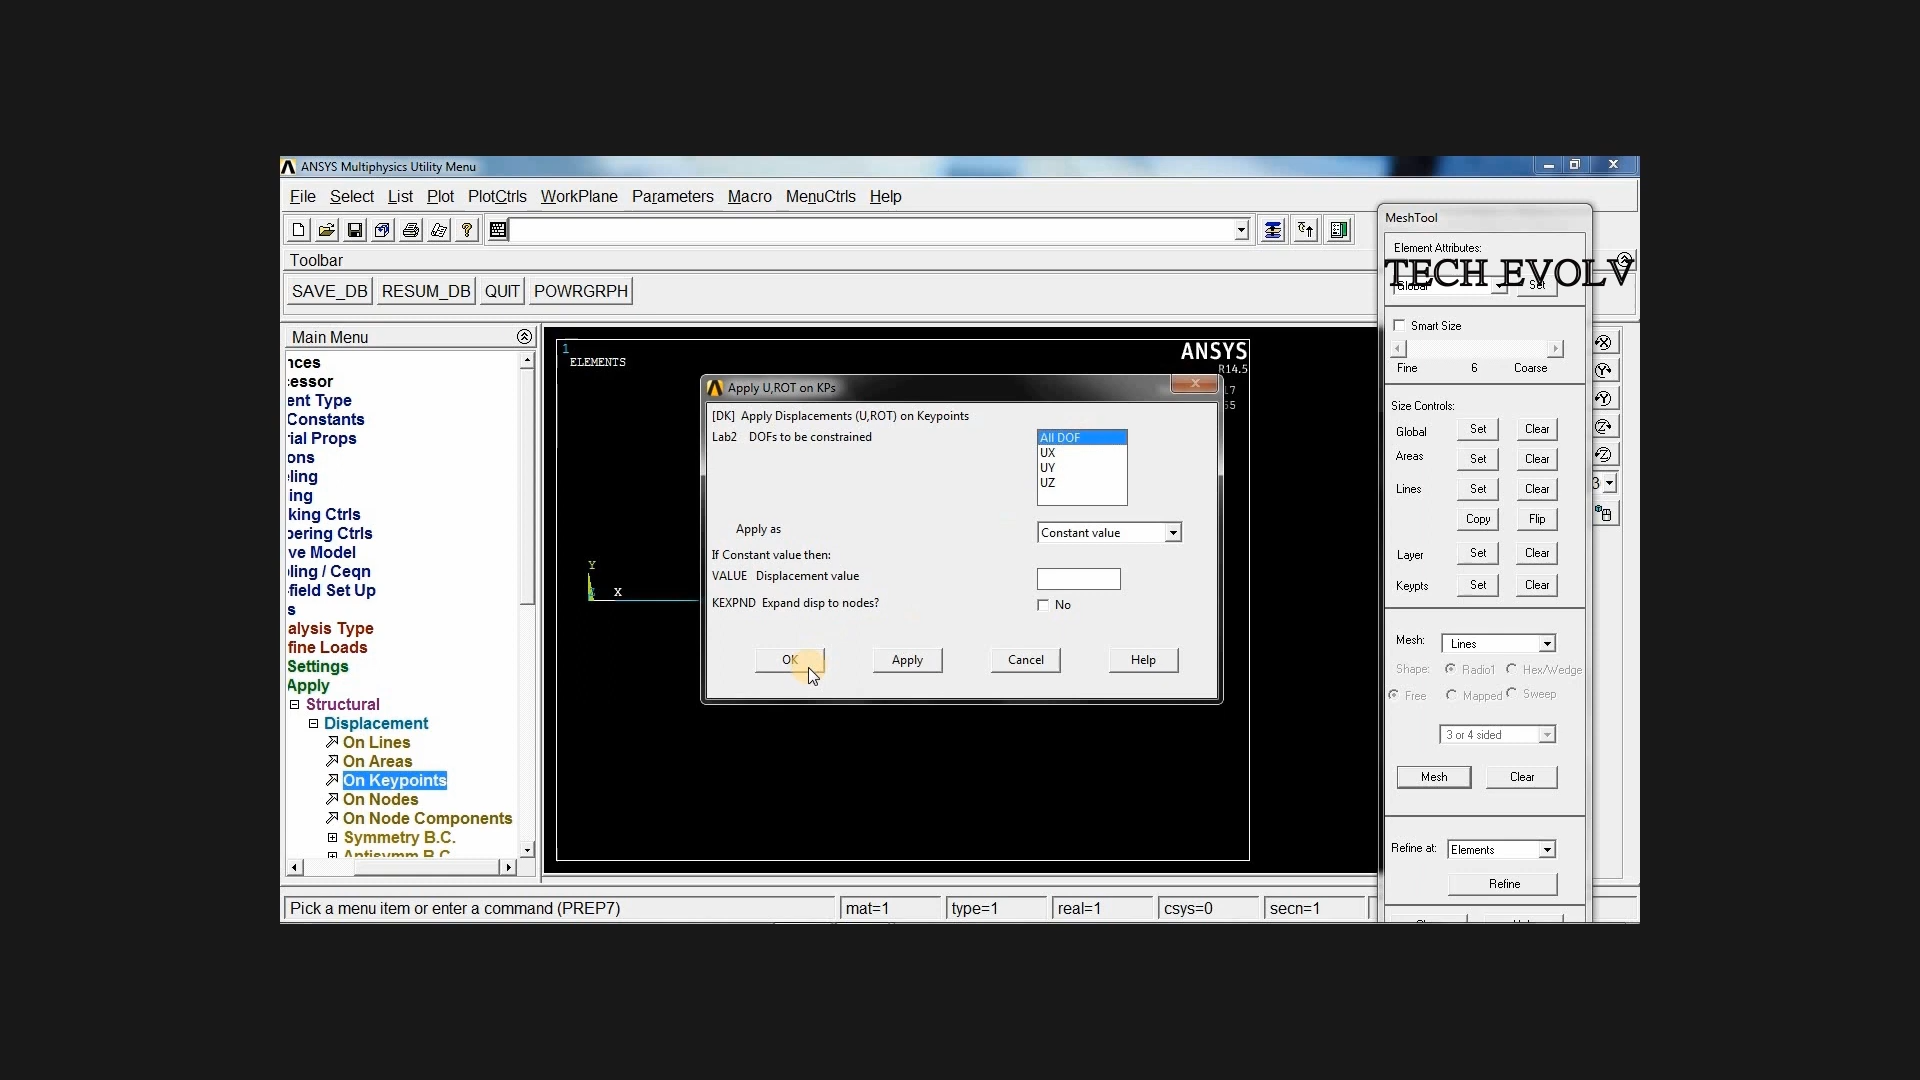 ANSYS Multiphysics Utility Menu
File Select List Plot PlotCtrls WorkPlane Parameters Macro MenuCtrls Help
Toolbar
SAVE_DB RESUM_DB QUIT POWRGRPH
Main Menu
nces
cessor
ent Type
Constants
rial Props
ons
ling
ing
king Ctrls
bering Ctrls
ve Model
ling / Ceqn
field Set Up
s
alysis Type
fine Loads
Settings
Apply
Structural
Displacement
On Lines
On Areas
On Keypoints
On Nodes
On Node Components
Symmetry B.C.
Antisymm B.C.
1
ELEMENTS
ANSYS
R14.5
Y
X
Apply U,ROT on KPs
[DK] Apply Displacements (U,ROT) on Keypoints
Lab2 DOFs to be constrained
All DOF
UX
UY
UZ
Apply as
Constant value
If Constant value then:
VALUE Displacement value
KEXPND Expand disp to nodes?
No
OK Apply Cancel Help
MeshTool
Element Attributes:
TECH EVOLV
Global Set
Smart Size
Fine 6 Coarse
Size Controls:
Global Set Clear
Areas Set Clear
Lines Set Clear
Copy Flip
Layer Set Clear
Keypts Set Clear
Mesh: Lines
Shape: Radio1 Hex/Wedge
Free Mapped Sweep
3 or 4 sided
Mesh Clear
Refine at: Elements
Refine
3
Pick a menu item or enter a command (PREP7)
mat=1 type=1 real=1 csys=0 secn=1